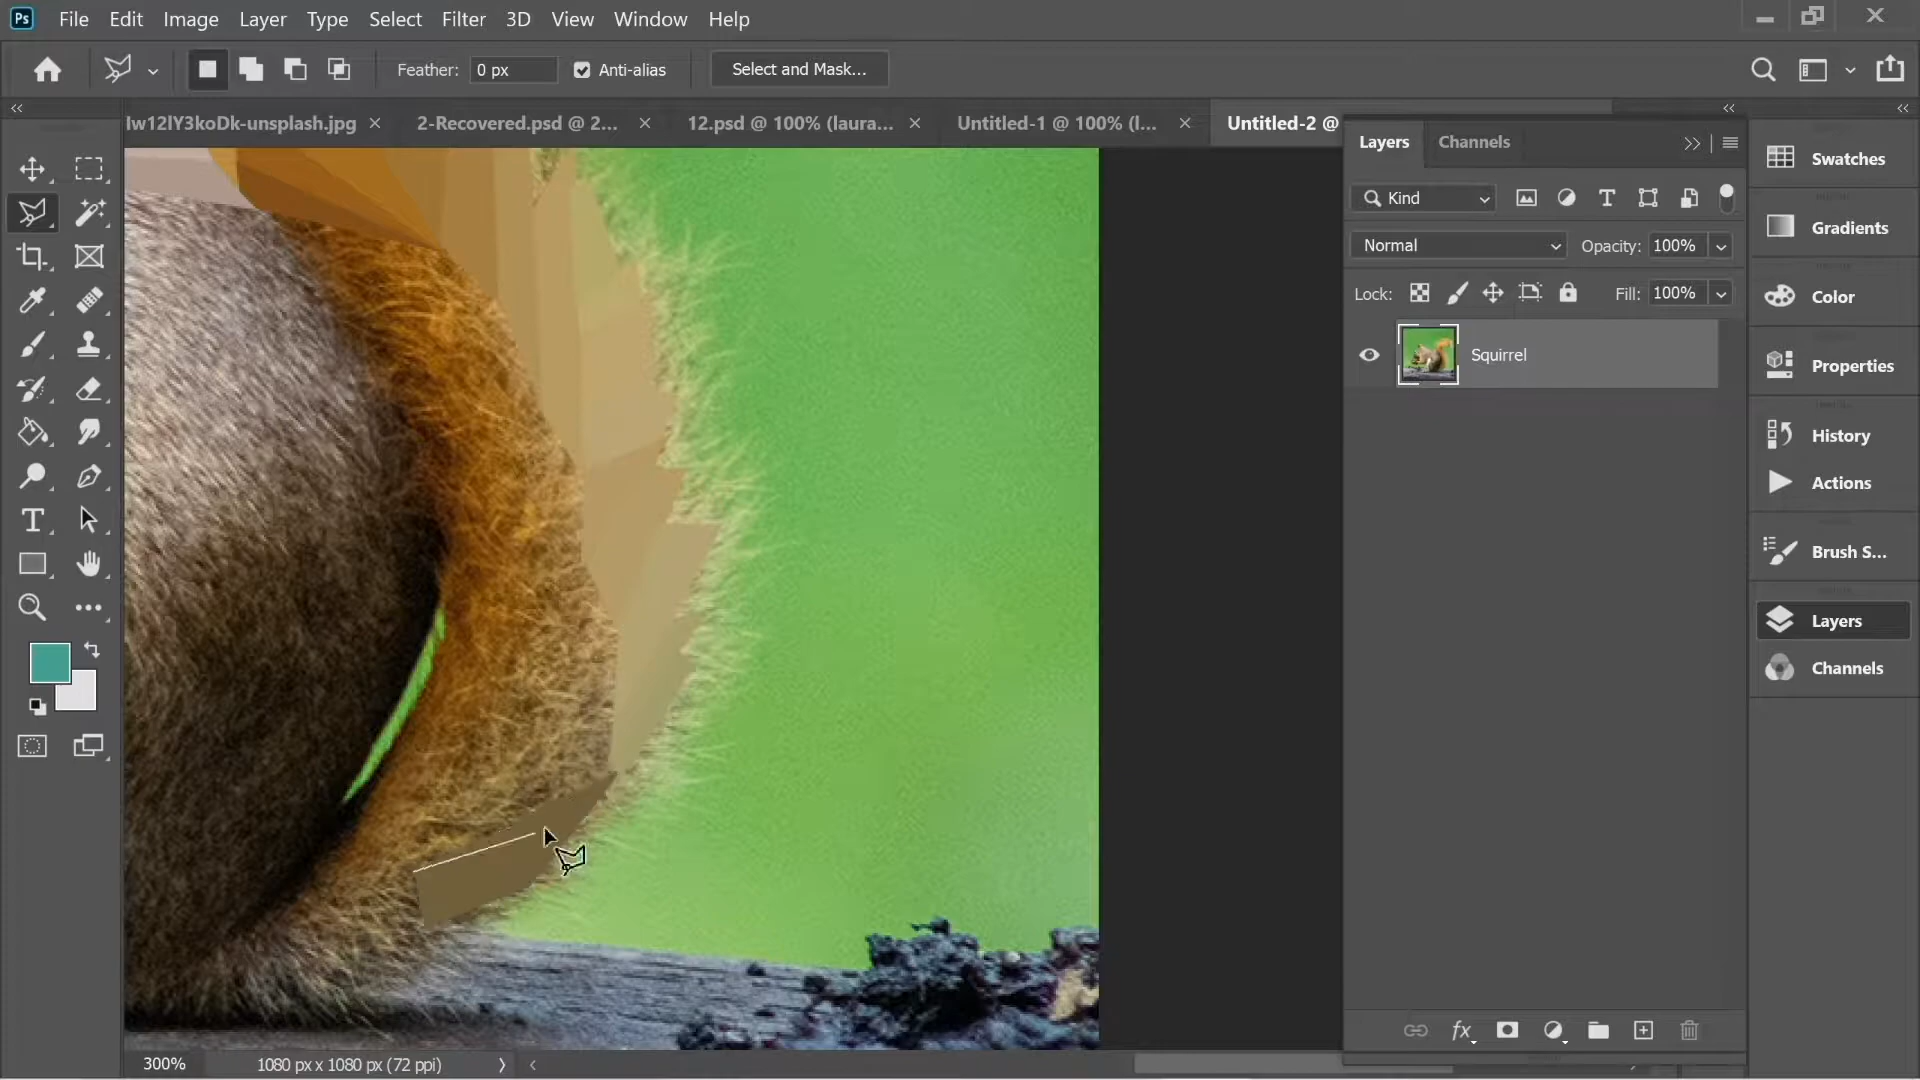 Ps File Edit Image Layer Type Select Filter 3D View Window Help
Feather: 0 px Anti-alias Select and Mask...
lw12lY3koDk-unsplash.jpg 2-Recovered.psd @ 2... 12.psd @ 100% (laura... Untitled-1 @ 100% (l... Untitled-2 @
Layers Channels
Kind
Normal Opacity: 100%
Lock: Fill: 100%
Squirrel
Swatches
Gradients
Color
Properties
History
Actions
Brush S...
Layers
Channels
fx
300% 1080 px x 1080 px (72 ppi)